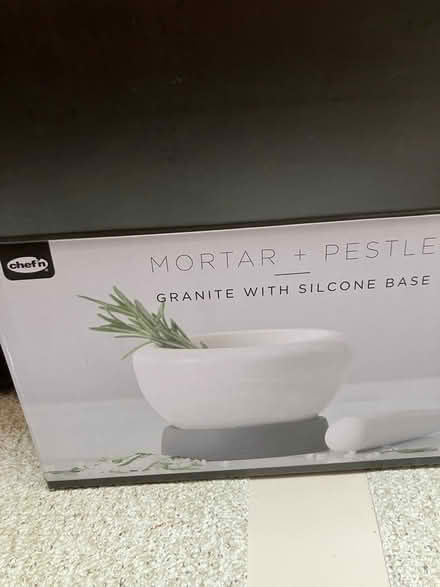 chef'n
MORTAR + PESTLE
GRANITE WITH SILCONE BASE